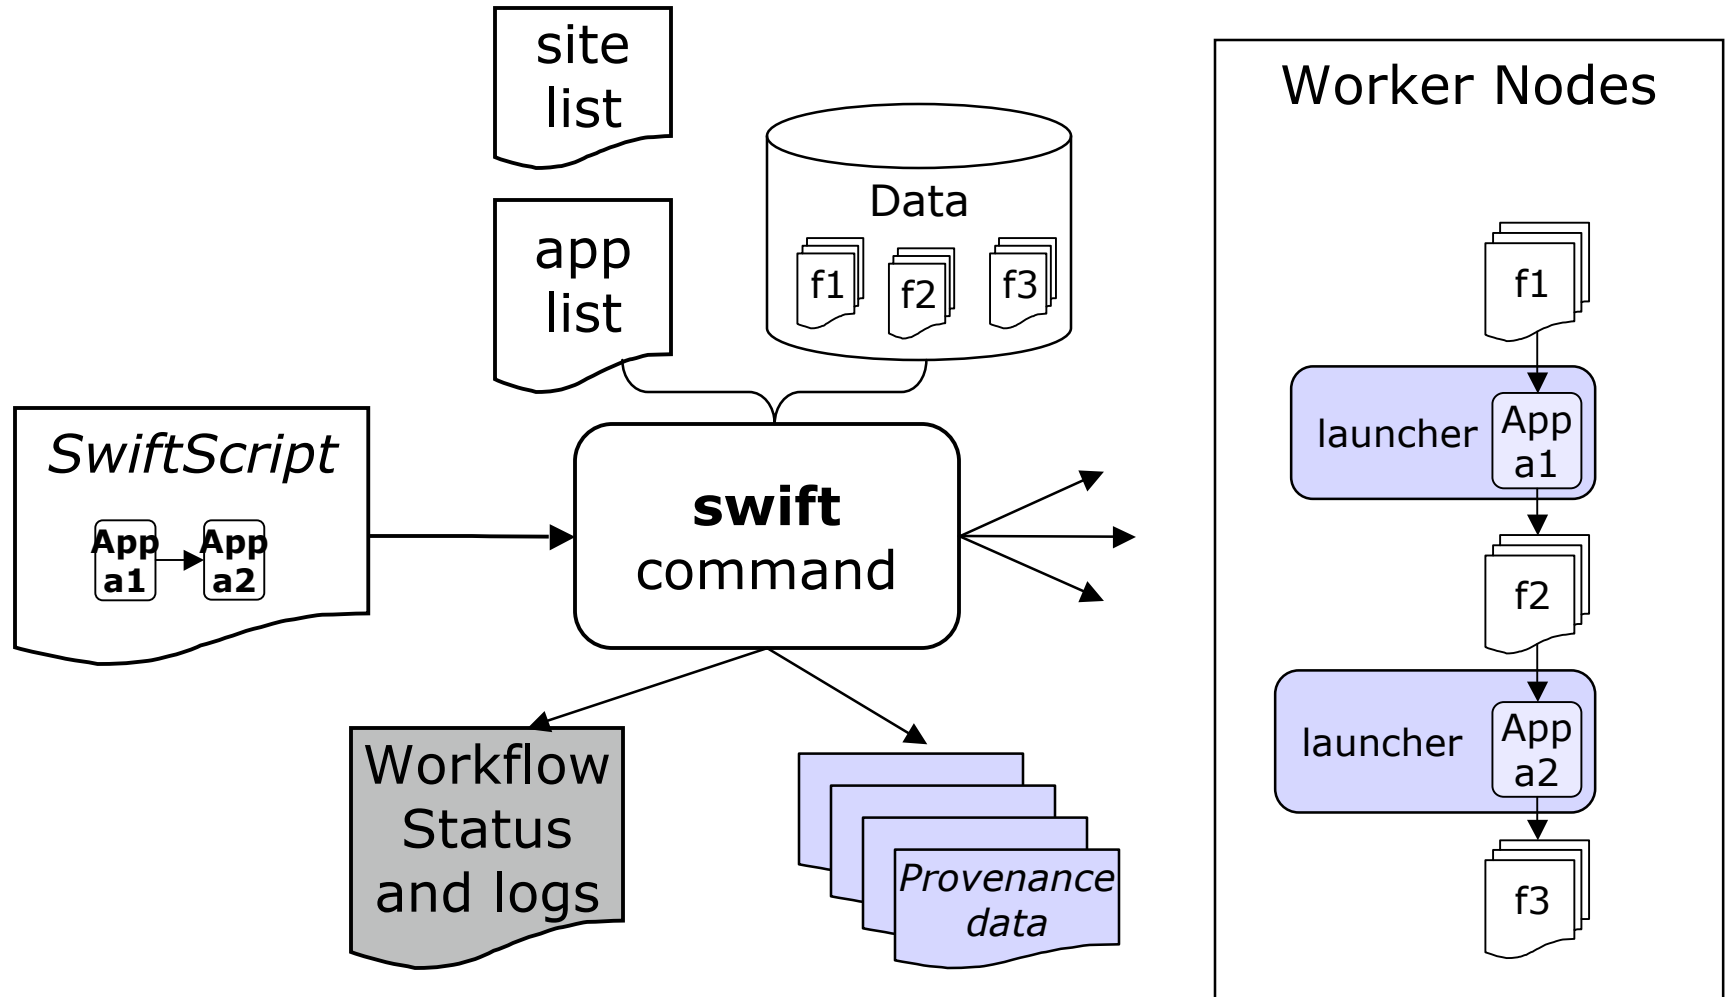 site
list
app
list
Data
f1
f2
f3
SwiftScript
App
a1
App
a2
swift
command
Workflow
Status
and logs
Provenance
data
Worker Nodes
f1
launcher
App
a1
f2
launcher
App
a2
f3